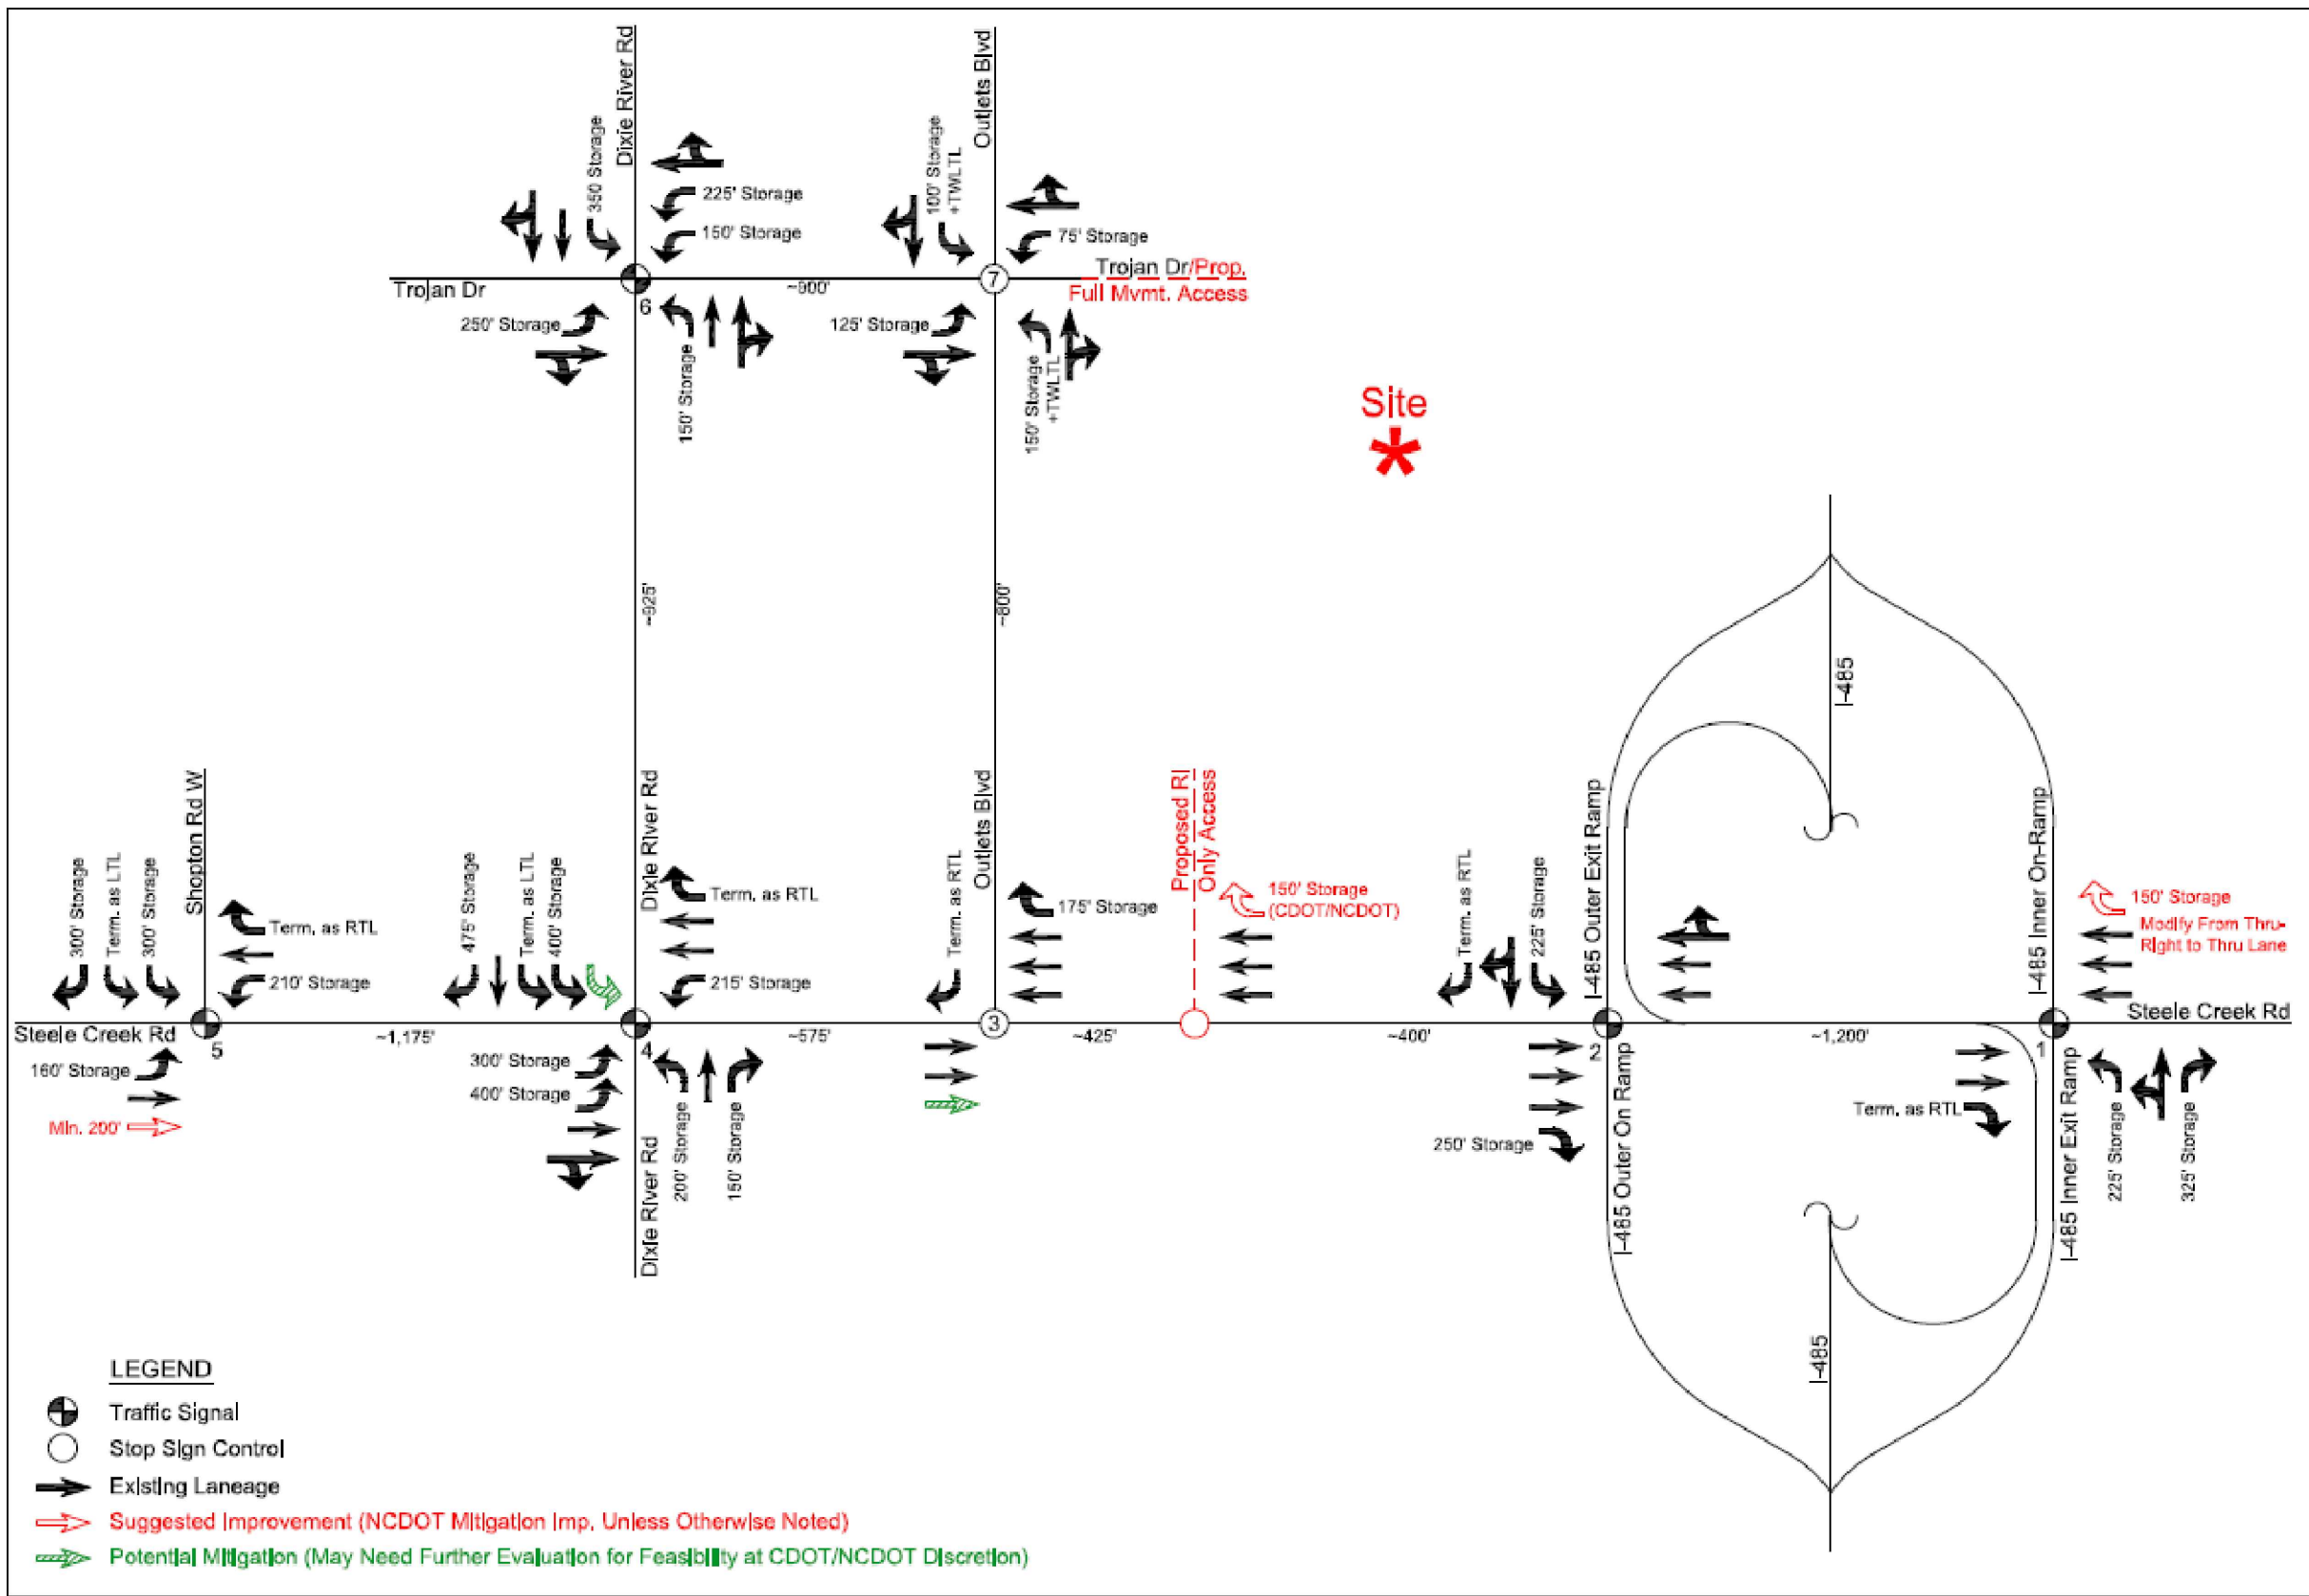 Dixie River Rd
Outlets Blvd
350 Storage
225' Storage
150' Storage
100' Storage
+TWLTL
75' Storage
Trojan Dr
6
~900'
7
Trojan Dr/Prop.
Full Mvmt. Access
250' Storage
150' Storage
125' Storage
150' Storage
+TWLTL
Site
~925'
~800'
I-485
Shopton Rd W
300' Storage
Term. as LTL
300' Storage
Term. as RTL
210' Storage
475' Storage
Term. as LTL
400' Storage
Dixie River Rd
Term. as RTL
215' Storage
Term. as RTL
Outlets Blvd
175' Storage
Proposed RI
Only Access
150' Storage
(CDOT/NCDOT)
Term. as RTL
225' Storage
I-485 Outer Exit Ramp
I-485 Inner On-Ramp
150' Storage
Modify From Thru-
Right to Thru Lane
Steele Creek Rd
5
~1,175'
4
~575'
3
~425'
~400'
2
~1,200'
1
Steele Creek Rd
160' Storage
Min. 200'
300' Storage
400' Storage
Dixie River Rd
200' Storage
150' Storage
250' Storage
I-485 Outer On Ramp
Term. as RTL
I-485 Inner Exit Ramp
225' Storage
325' Storage
I-485
LEGEND
Traffic Signal
Stop Sign Control
Existing Laneage
Suggested Improvement (NCDOT Mitigation Imp. Unless Otherwise Noted)
Potential Mitigation (May Need Further Evaluation for Feasibility at CDOT/NCDOT Discretion)